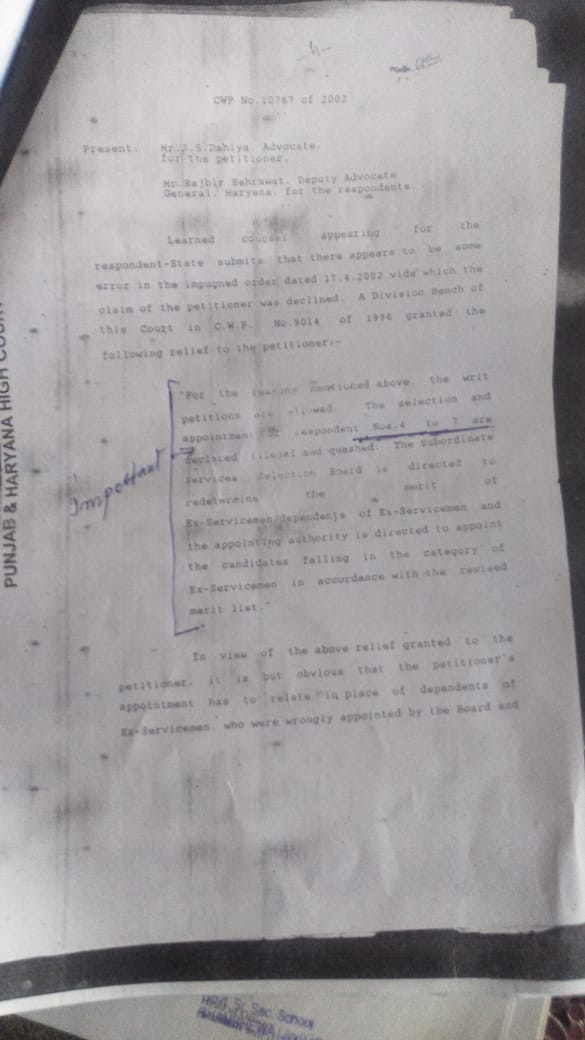 -4-
CWP No.10767 of 2002
Present: Mr.J.S.Dahiya, Advocate,
for the petitioner.
Mr.Rajbir Sehrawat, Deputy Advocate
General, Haryana, for the respondents.
Learned counsel appearing for the
respondent-State submits that there appears to be some
error in the impugned order dated 17.4.2002 vide which the
claim of the petitioner was declined. A Division Bench of
this Court in C.W.P. No.9014 of 1996 granted the
following relief to the petitioner:-
"For the reasons mentioned above, the writ
petitions are allowed. The selection and
appointment of respondent Nos.4 to 7 are
declared illegal and quashed. The Subordinate
Services Selection Board is directed to
redetermine the merit of
Ex-Servicemen/dependents of Ex-Servicemen and
the appointing authority is directed to appoint
the candidates falling in the category of
Ex-Servicemen in accordance with the revised
merit list."
Important
In view of the above relief granted to the
petitioner, it is but obvious that the petitioner's
appointment has to relate in place of dependents of
Ex-Servicemen, who were wrongly appointed by the Board and
PUNJAB & HARYANA HIGH COURT
Sr. Sec. School